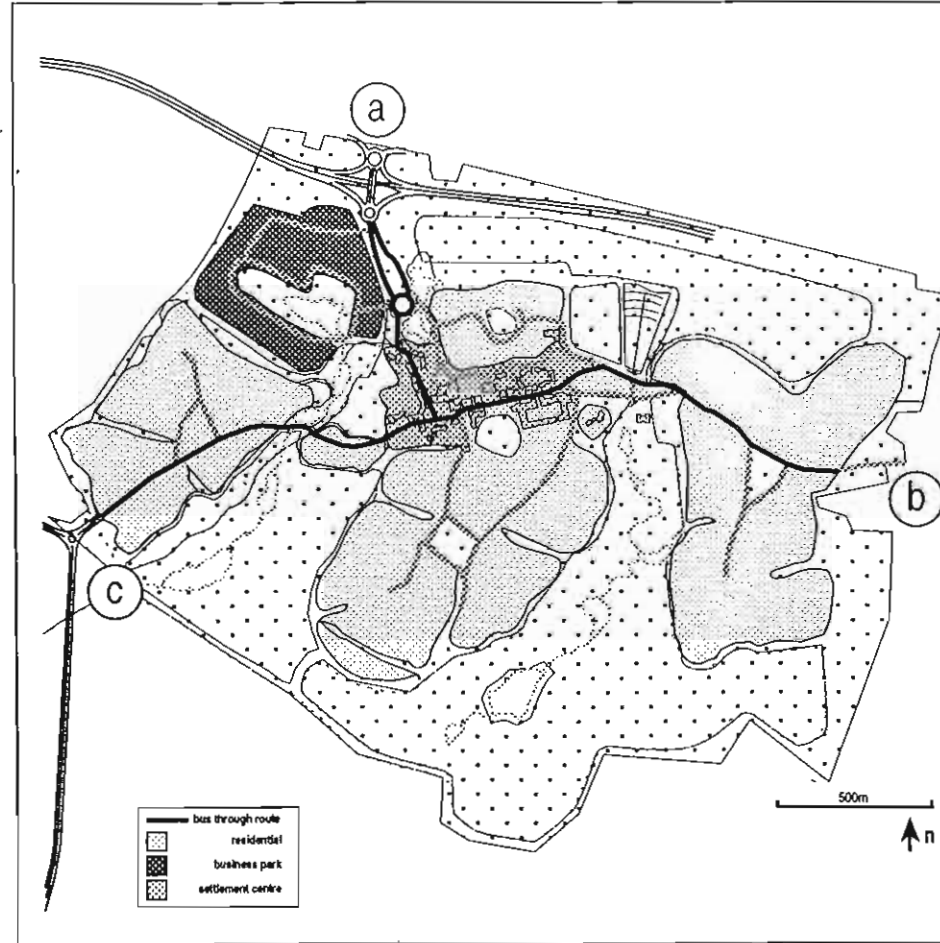 a
b
c
500m
n
bus through route
residential
business park
settlement centre